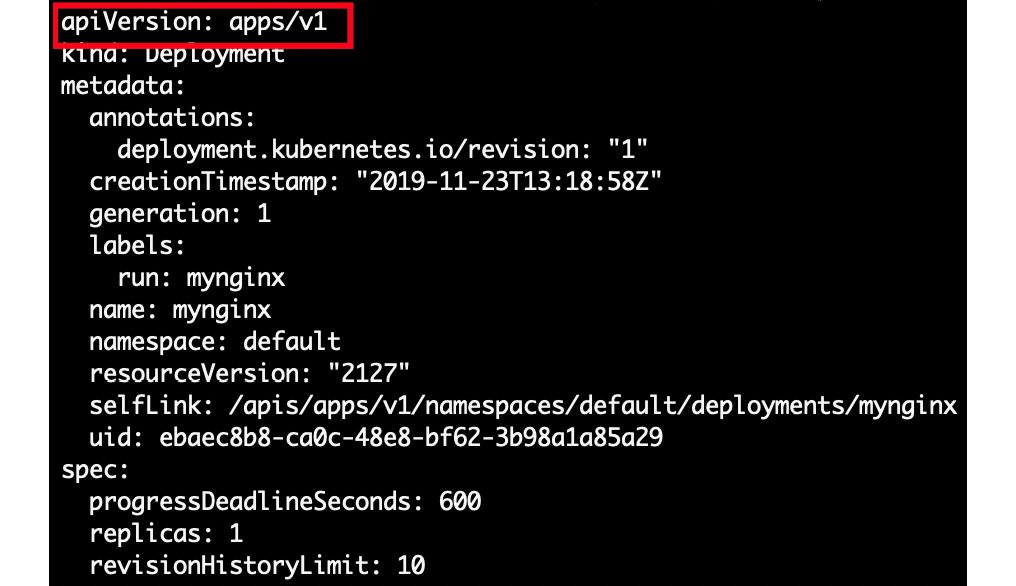 apiVersion: apps/v1
kind: Deployment
metadata:
  annotations:
    deployment.kubernetes.io/revision: "1"
  creationTimestamp: "2019-11-23T13:18:58Z"
  generation: 1
  labels:
    run: mynginx
  name: mynginx
  namespace: default
  resourceVersion: "2127"
  selfLink: /apis/apps/v1/namespaces/default/deployments/mynginx
  uid: ebaec8b8-ca0c-48e8-bf62-3b98a1a85a29
spec:
  progressDeadlineSeconds: 600
  replicas: 1
  revisionHistoryLimit: 10